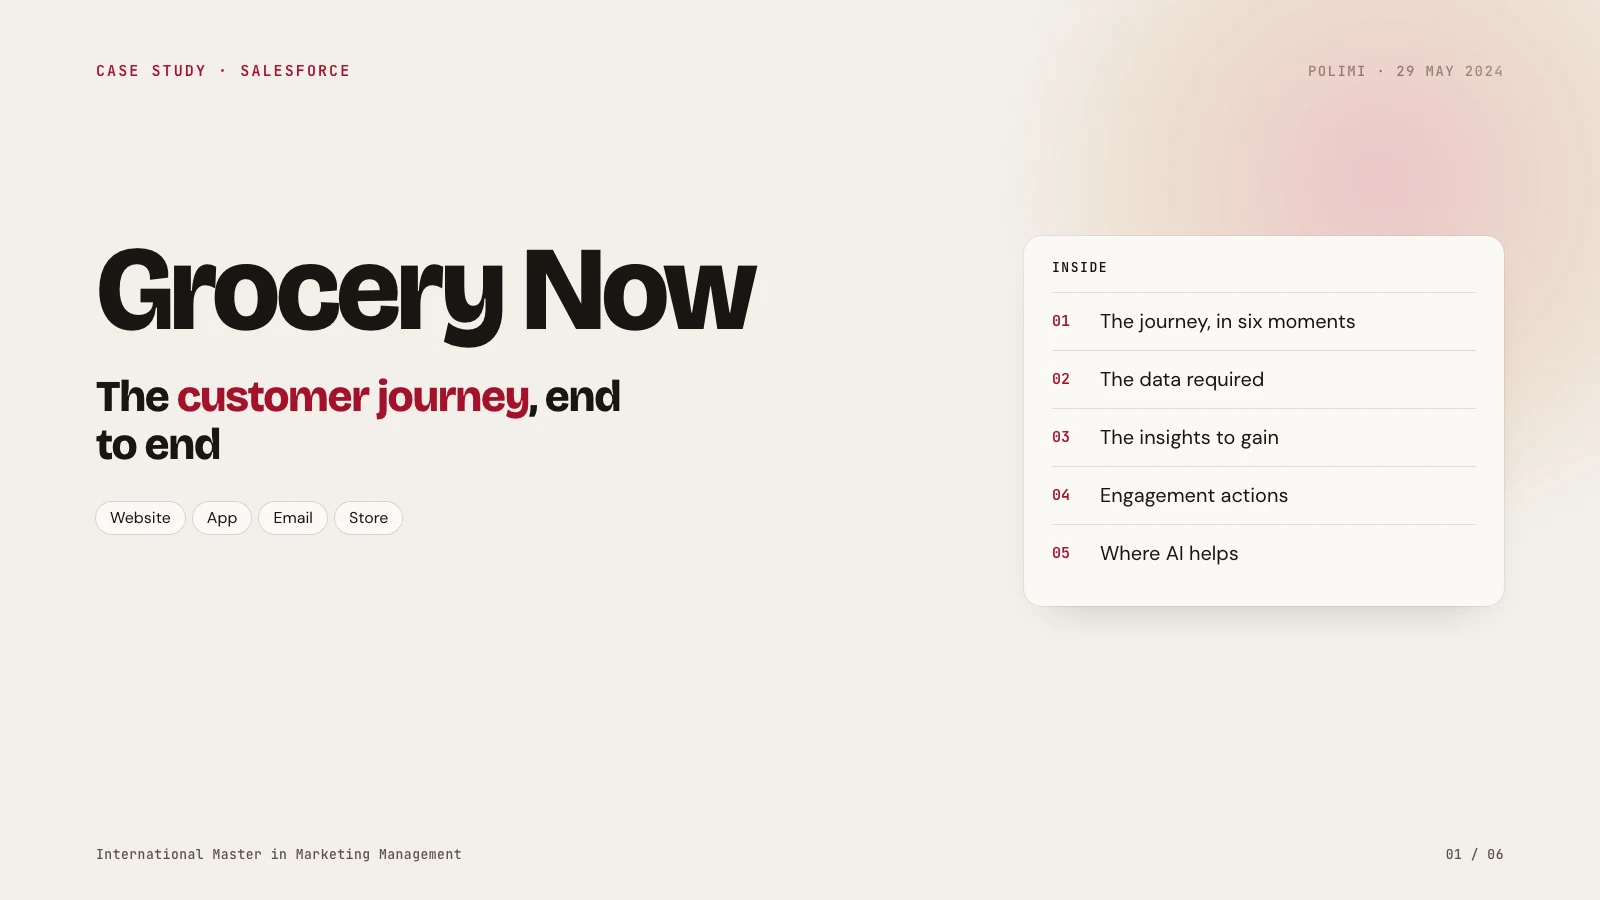 CASE STUDY · SALESFORCE
POLIMI · 29 MAY 2024
Grocery Now
The customer journey, end
to end
Website
App
Email
Store
INSIDE
01 The journey, in six moments
02 The data required
03 The insights to gain
04 Engagement actions
05 Where AI helps
International Master in Marketing Management
01 / 06